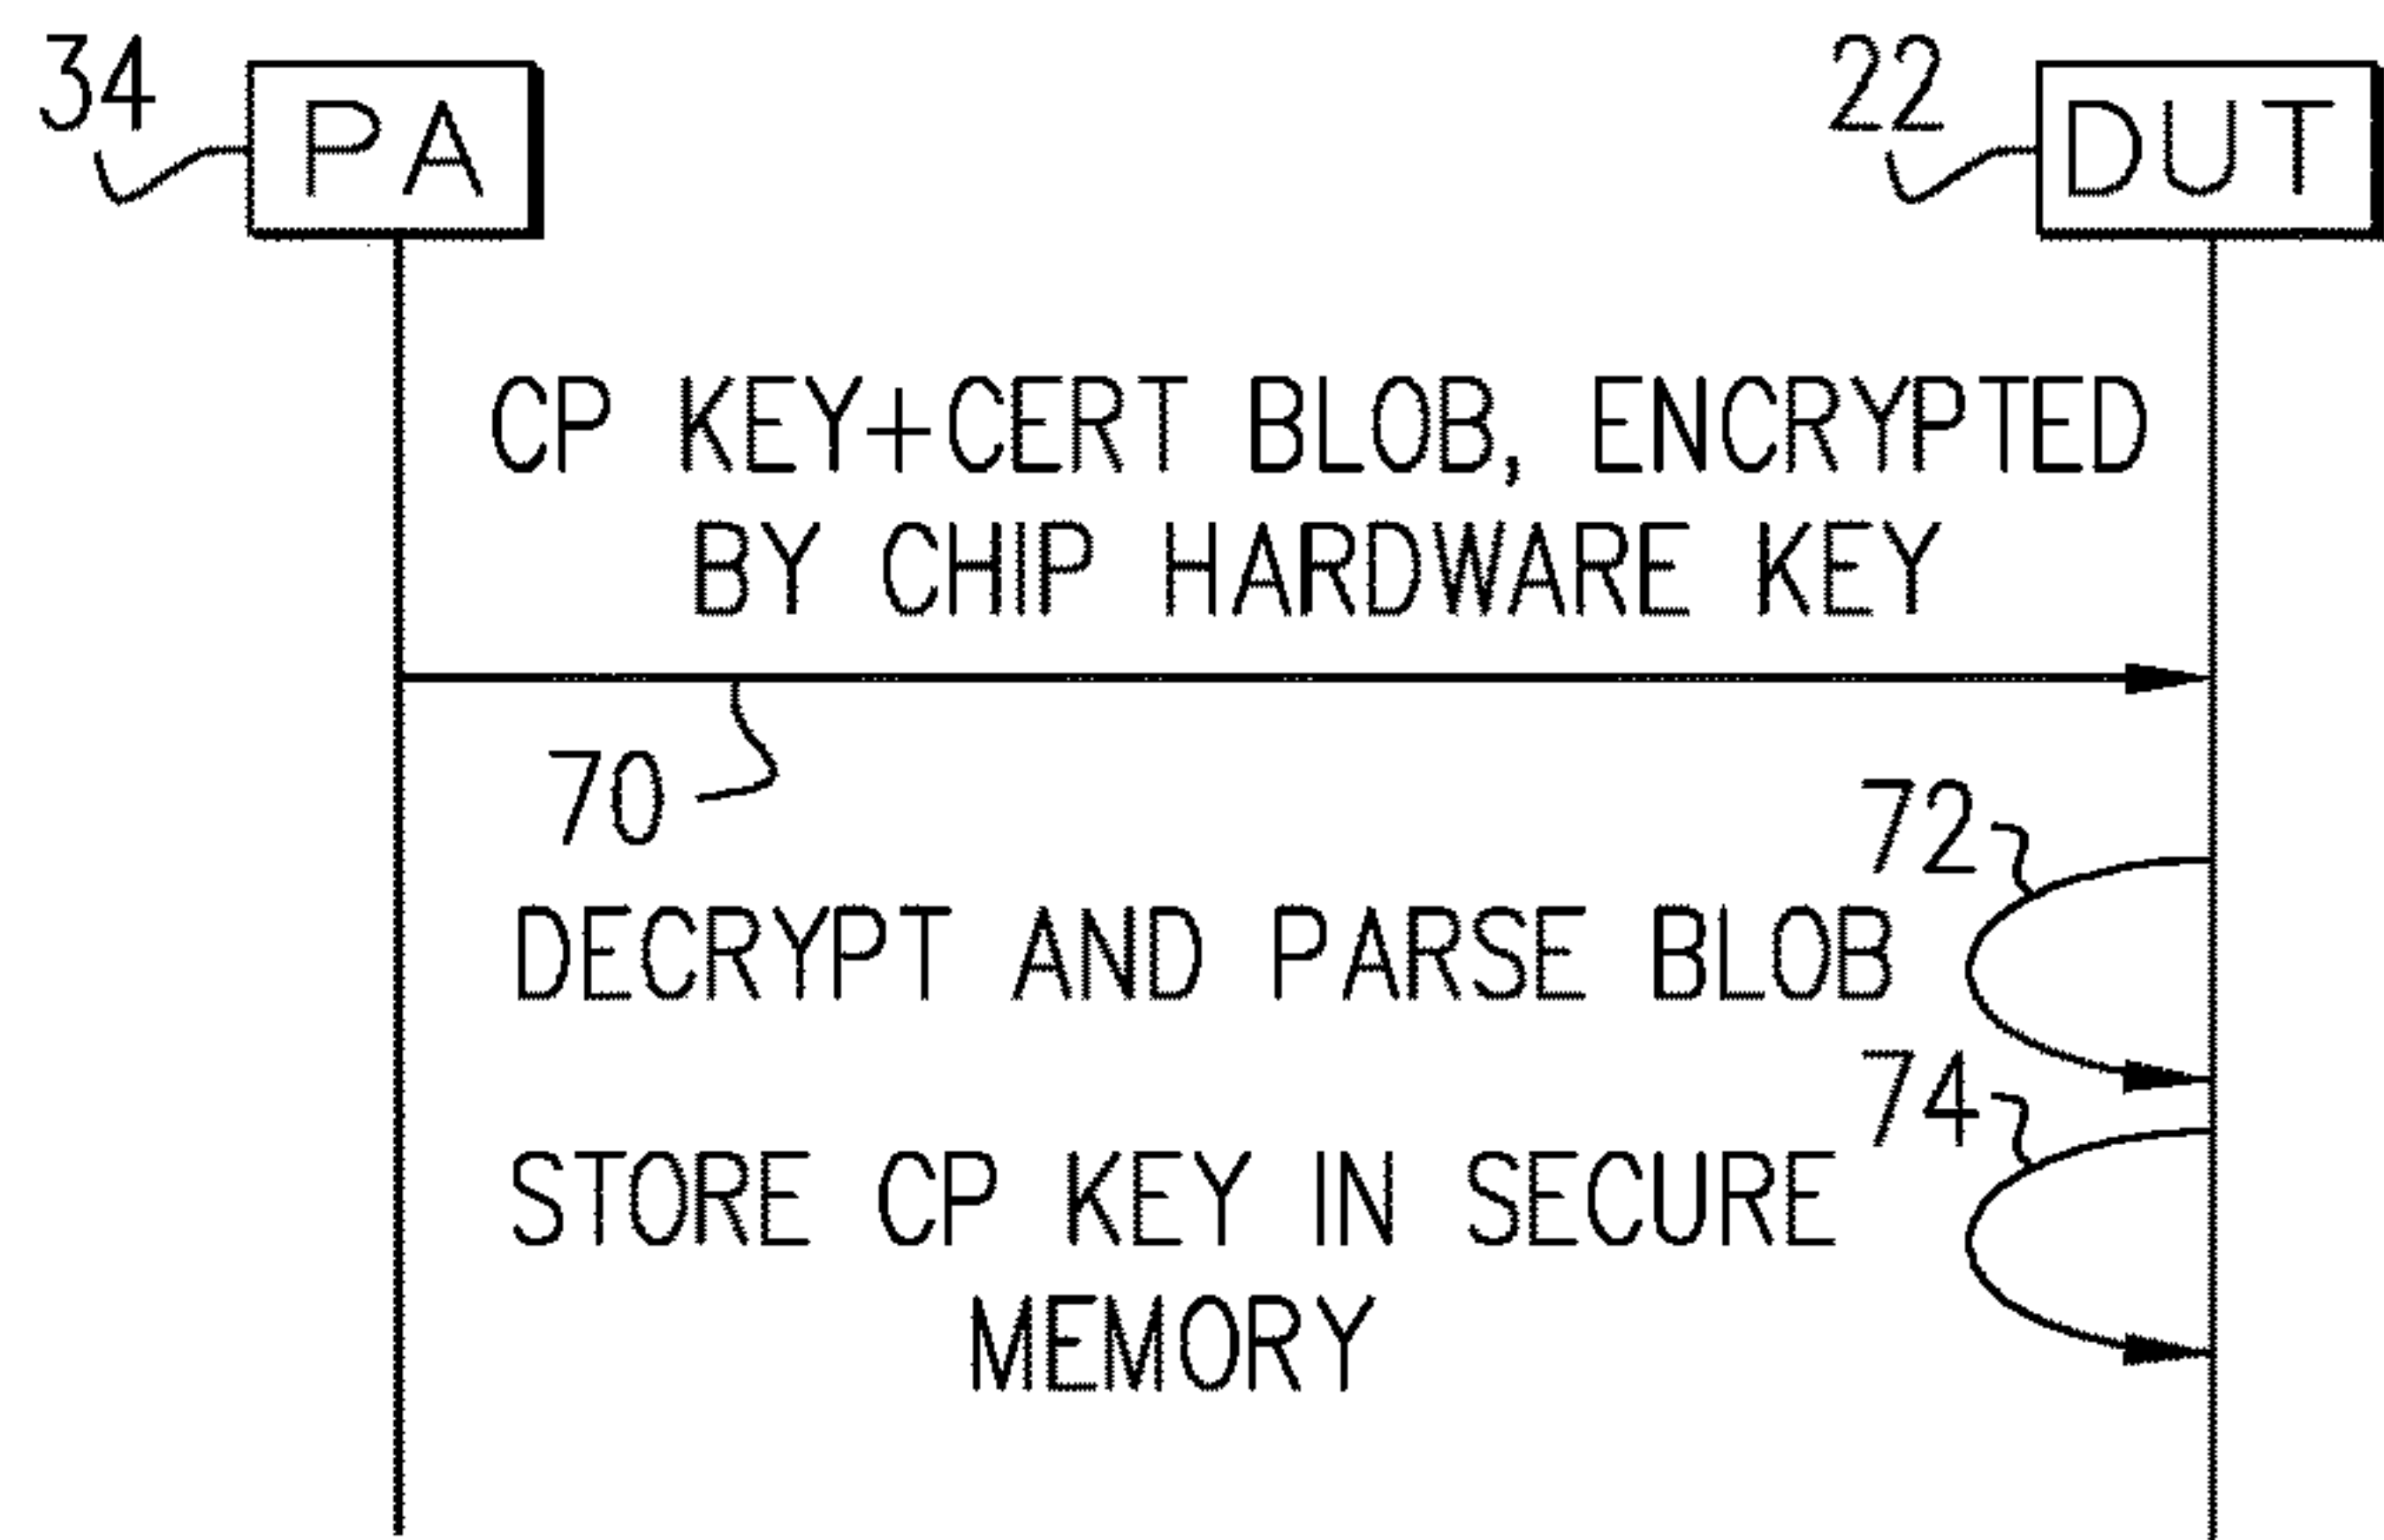 34
PA
22
DUT
CP KEY+CERT BLOB, ENCRYPTED
BY CHIP HARDWARE KEY
70
72
DECRYPT AND PARSE BLOB
74
STORE CP KEY IN SECURE
MEMORY